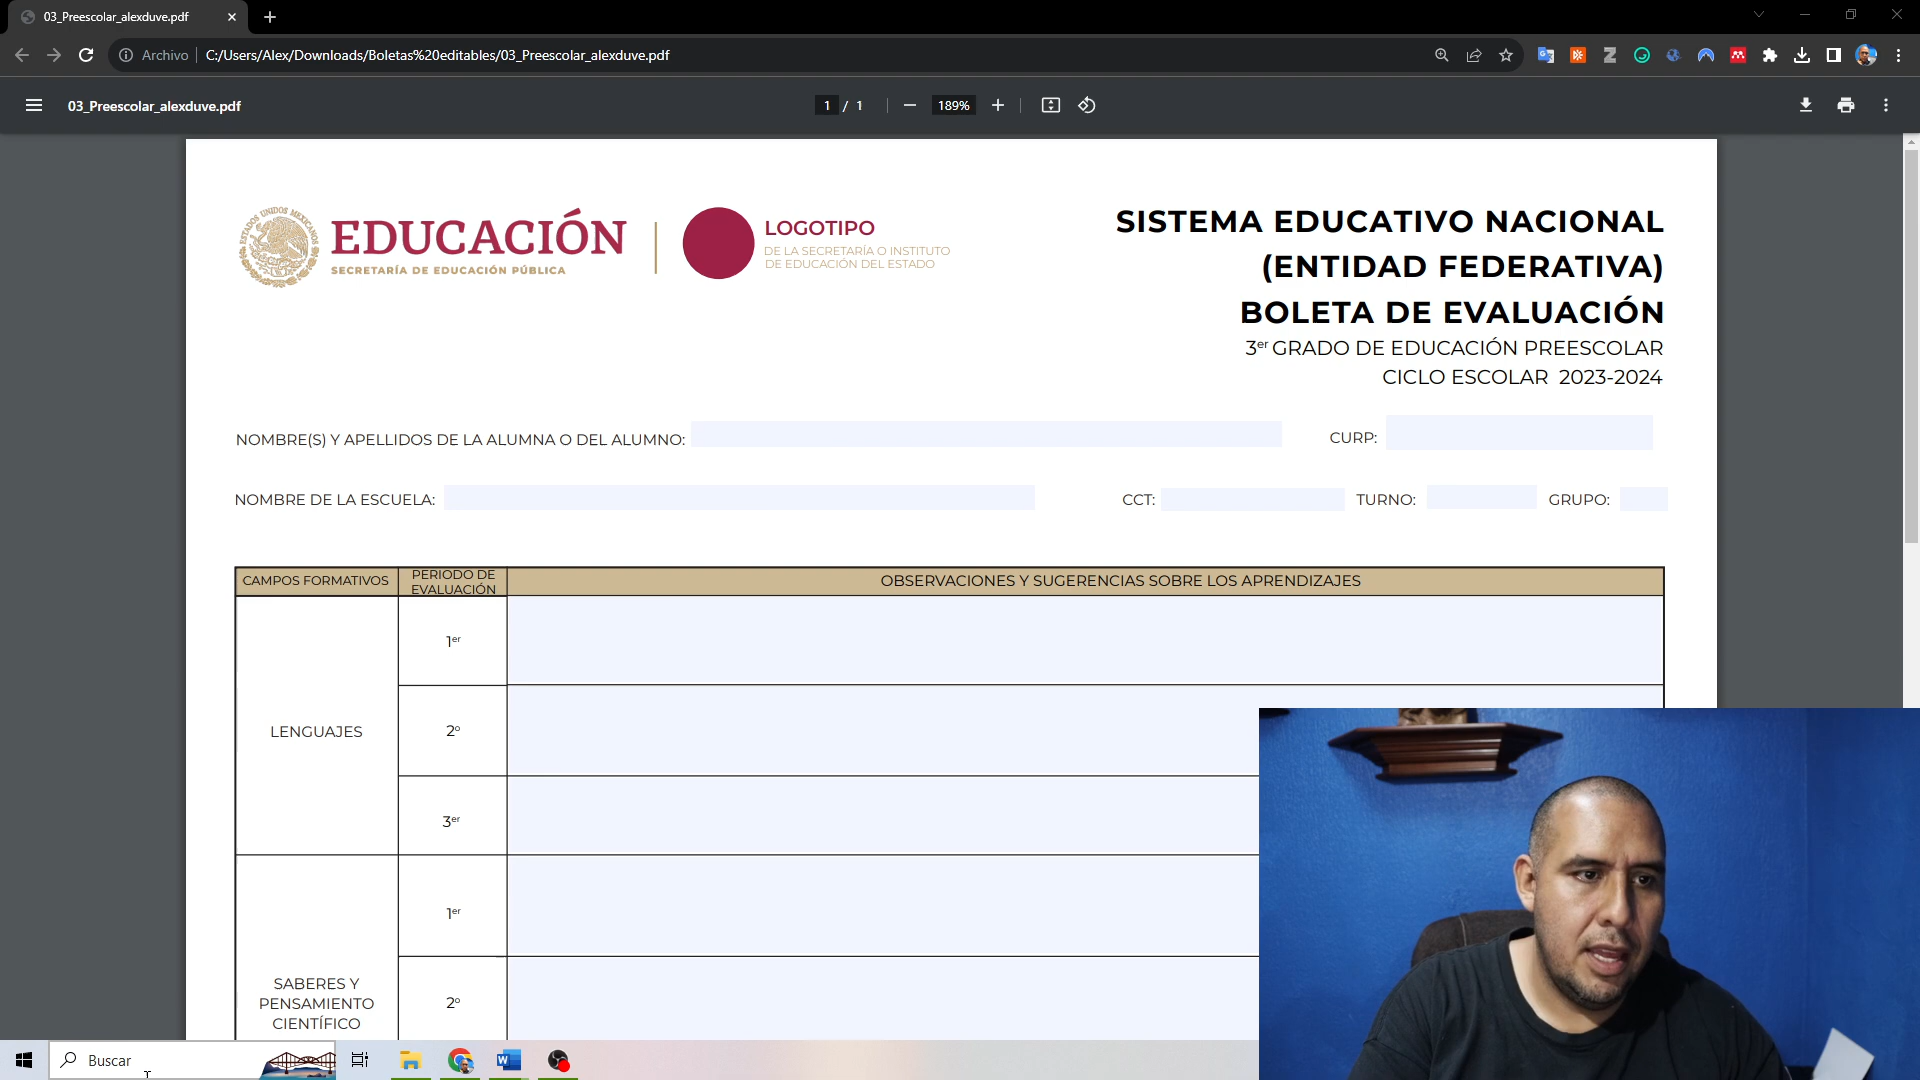 03_Preescolar_alexduve.pdf
Archivo C:/Users/Alex/Downloads/Boletas%20editables/03_Preescolar_alexduve.pdf
03_Preescolar_alexduve.pdf
1 / 1
189%
ESTADOS UNIDOS MEXICANOS
EDUCACIÓN
SECRETARÍA DE EDUCACIÓN PÚBLICA
LOGOTIPO
DE LA SECRETARÍA O INSTITUTO
DE EDUCACIÓN DEL ESTADO
SISTEMA EDUCATIVO NACIONAL
(ENTIDAD FEDERATIVA)
BOLETA DE EVALUACIÓN
3er GRADO DE EDUCACIÓN PREESCOLAR
CICLO ESCOLAR 2023-2024
NOMBRE(S) Y APELLIDOS DE LA ALUMNA O DEL ALUMNO:
CURP:
NOMBRE DE LA ESCUELA:
CCT:
TURNO:
GRUPO:
CAMPOS FORMATIVOS
PERIODO DE
EVALUACIÓN
OBSERVACIONES Y SUGERENCIAS SOBRE LOS APRENDIZAJES
LENGUAJES
1er
2o
3er
SABERES Y
PENSAMIENTO
CIENTÍFICO
1er
2o
Buscar